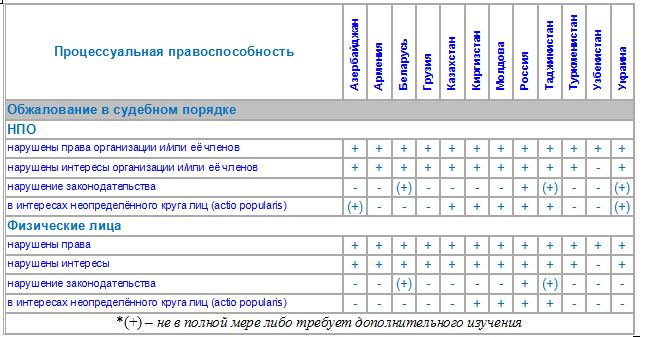 Процессуальная правоспособность Азербайджан Армения Беларусь Грузия Казахстан Киргизстан Молдова Россия Таджикистан Туркменистан Узбекистан Украина
Обжалование в судебном порядке
НПО
нарушены права организации и/или её членов + + + + + + + + + + + +
нарушены интересы организации и/или её членов + + + + + + + + + + - +
нарушение законодательства - - (+) - - - - + (+) - - (+)
в интересах неопределённого круга лиц (actio popularis) (+) - - - + + + + + - - (+)
Физические лица
нарушены права + + + + + + + + + + + +
нарушены интересы + + + + + + + + + + - +
нарушение законодательства - - (+) - - - - + (+) - - -
в интересах неопределённого круга лиц (actio popularis) - - - - + + + + + - - -
*(+) – не в полной мере либо требует дополнительного изучения